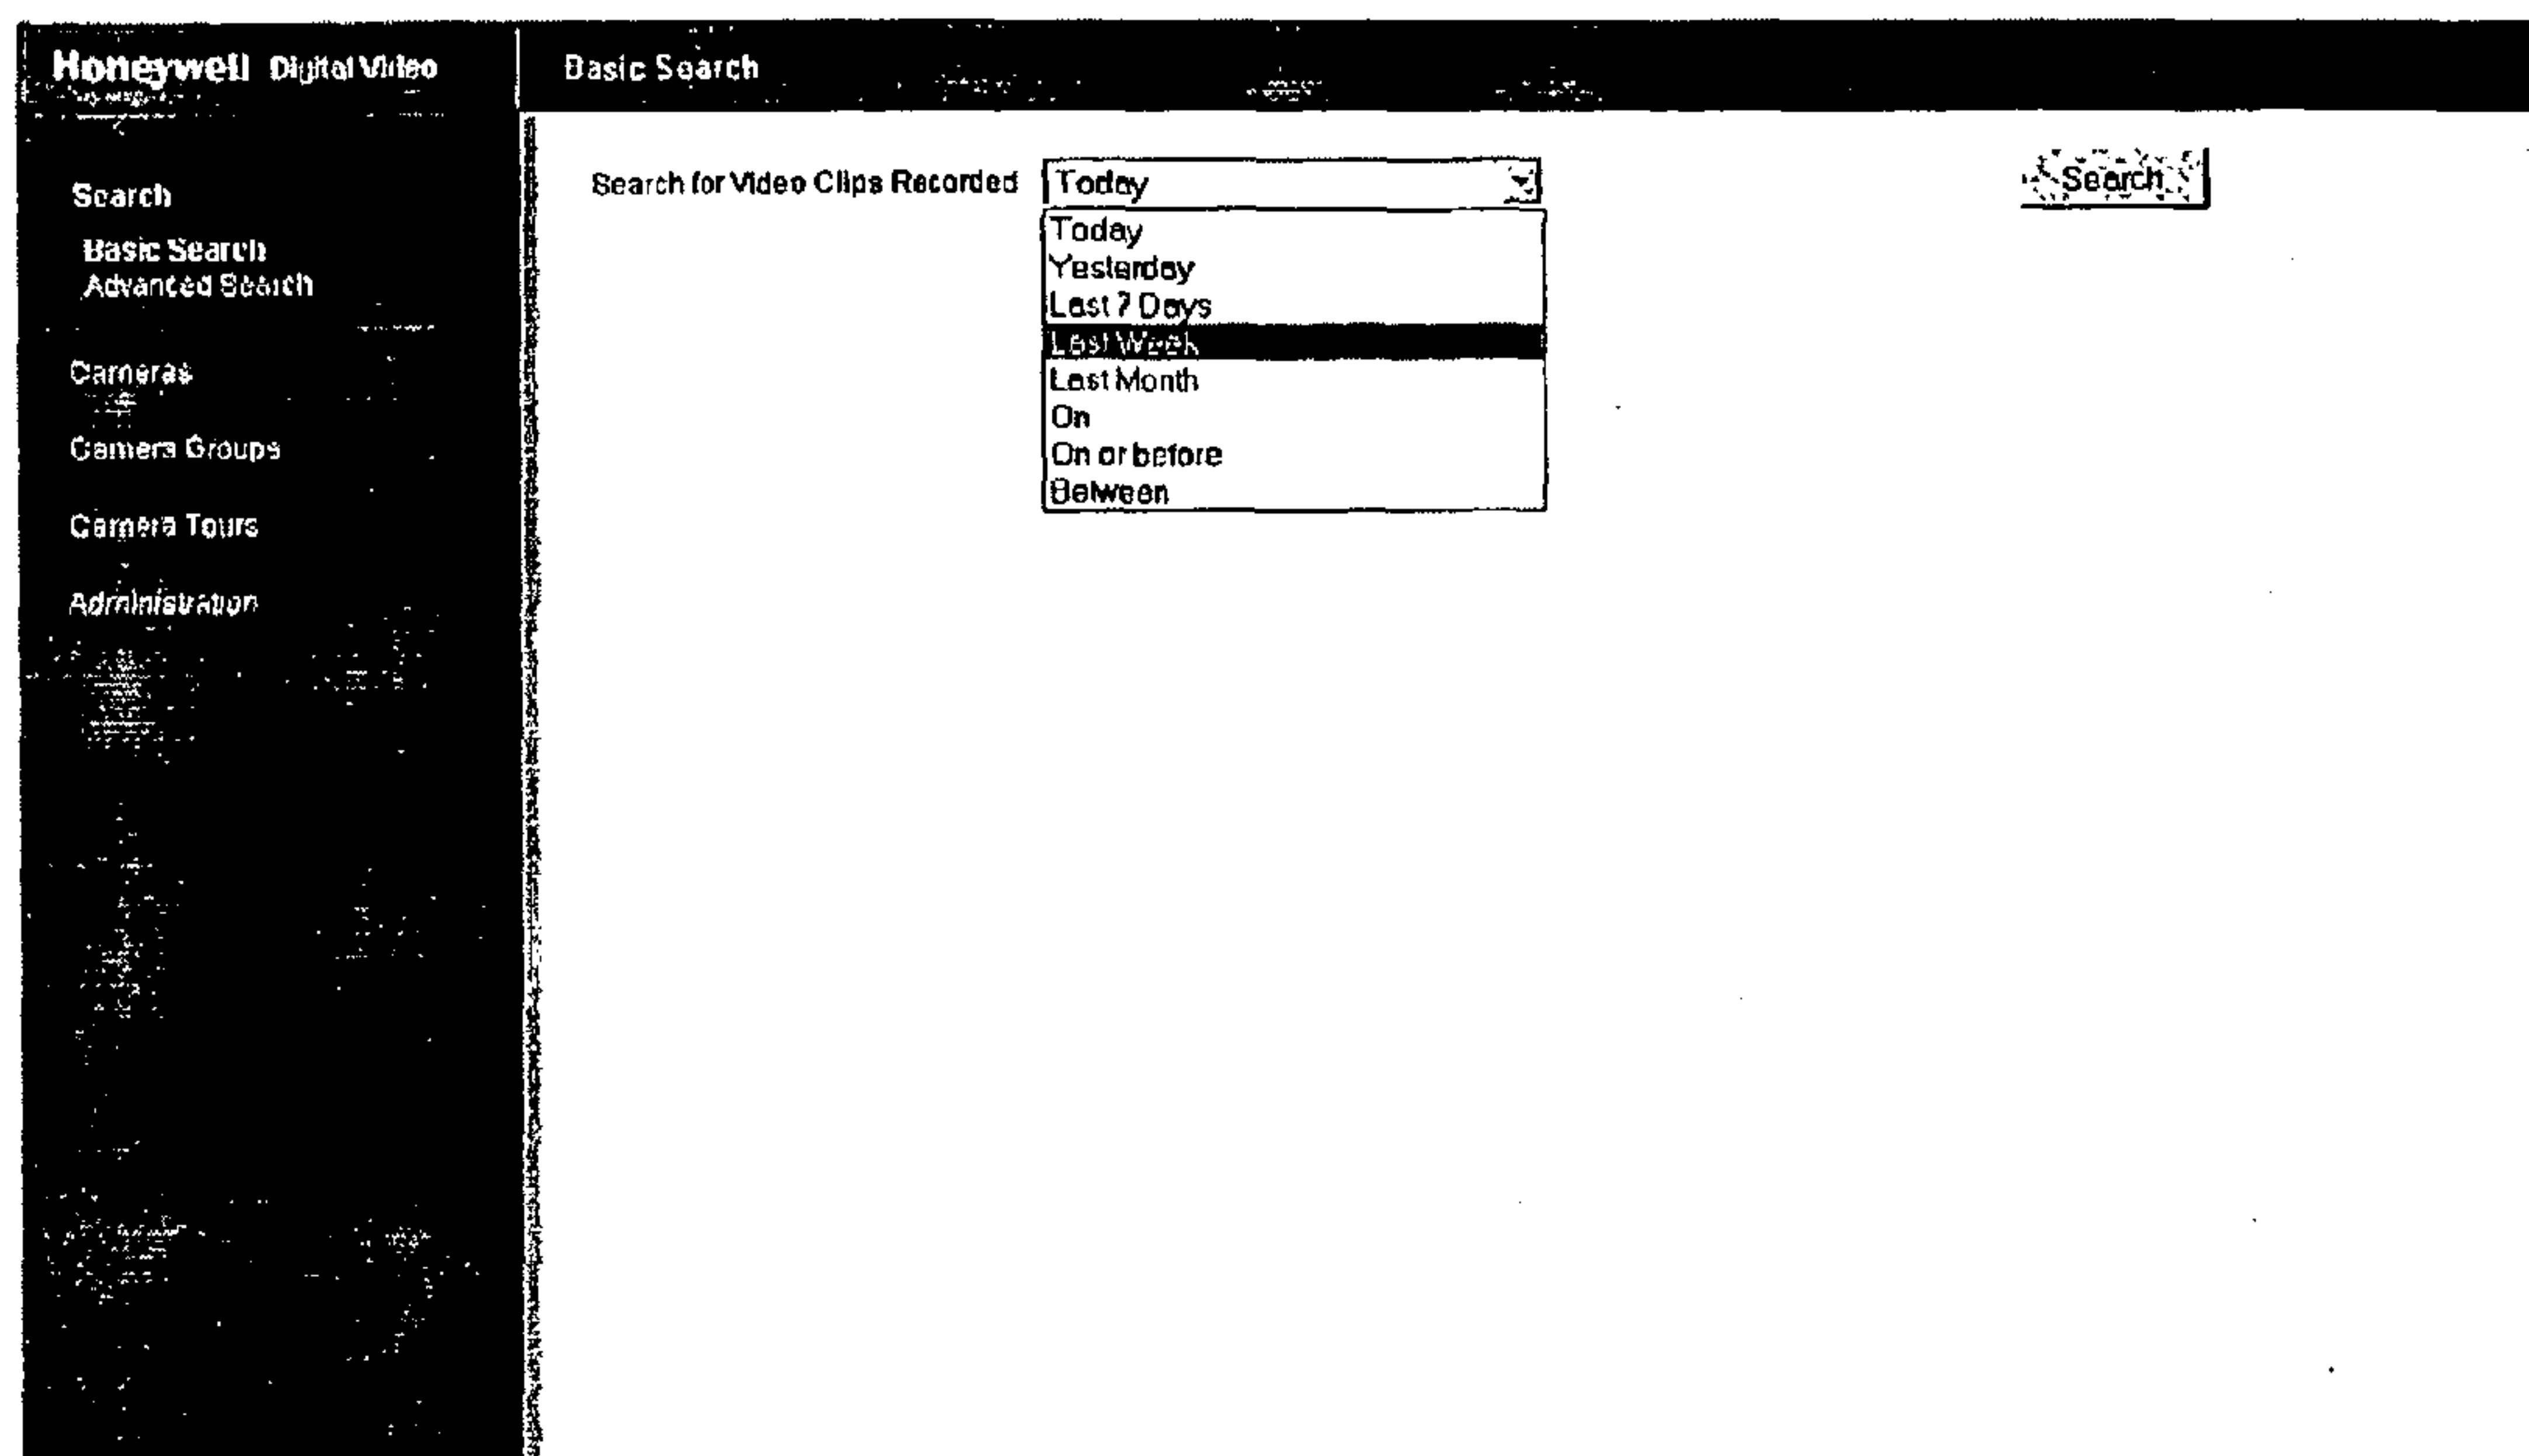 Honeywell Digital Video
Basic Search
Search
Basic Search
Advanced Search
Cameras
Camera Groups
Camera Tours
Administration
Search for Video Clips Recorded
Today
Search
Today
Yesterday
Last 7 Days
Last Week
Last Month
On
On or before
Between